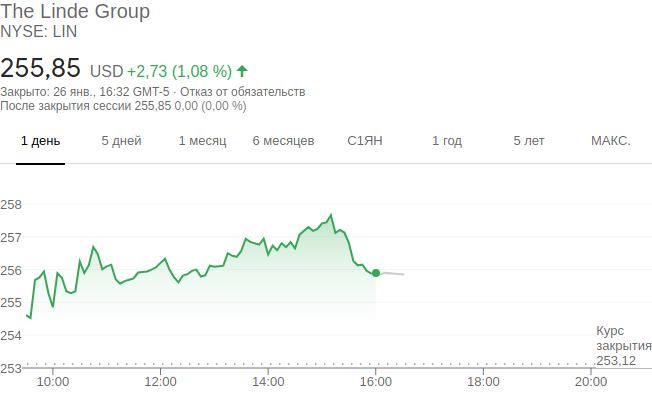 The Linde Group
NYSE: LIN
255,85 USD +2,73 (1,08 %)
Закрыто: 26 янв., 16:32 GMT-5 · Отказ от обязательств
После закрытия сессии 255,85 0,00 (0,00 %)
1 день 5 дней 1 месяц 6 месяцев С1ЯН 1 год 5 лет МАКС.
258
257
256
255
254
Курс
закрытия
253,12
253
10:00 12:00 14:00 16:00 18:00 20:00